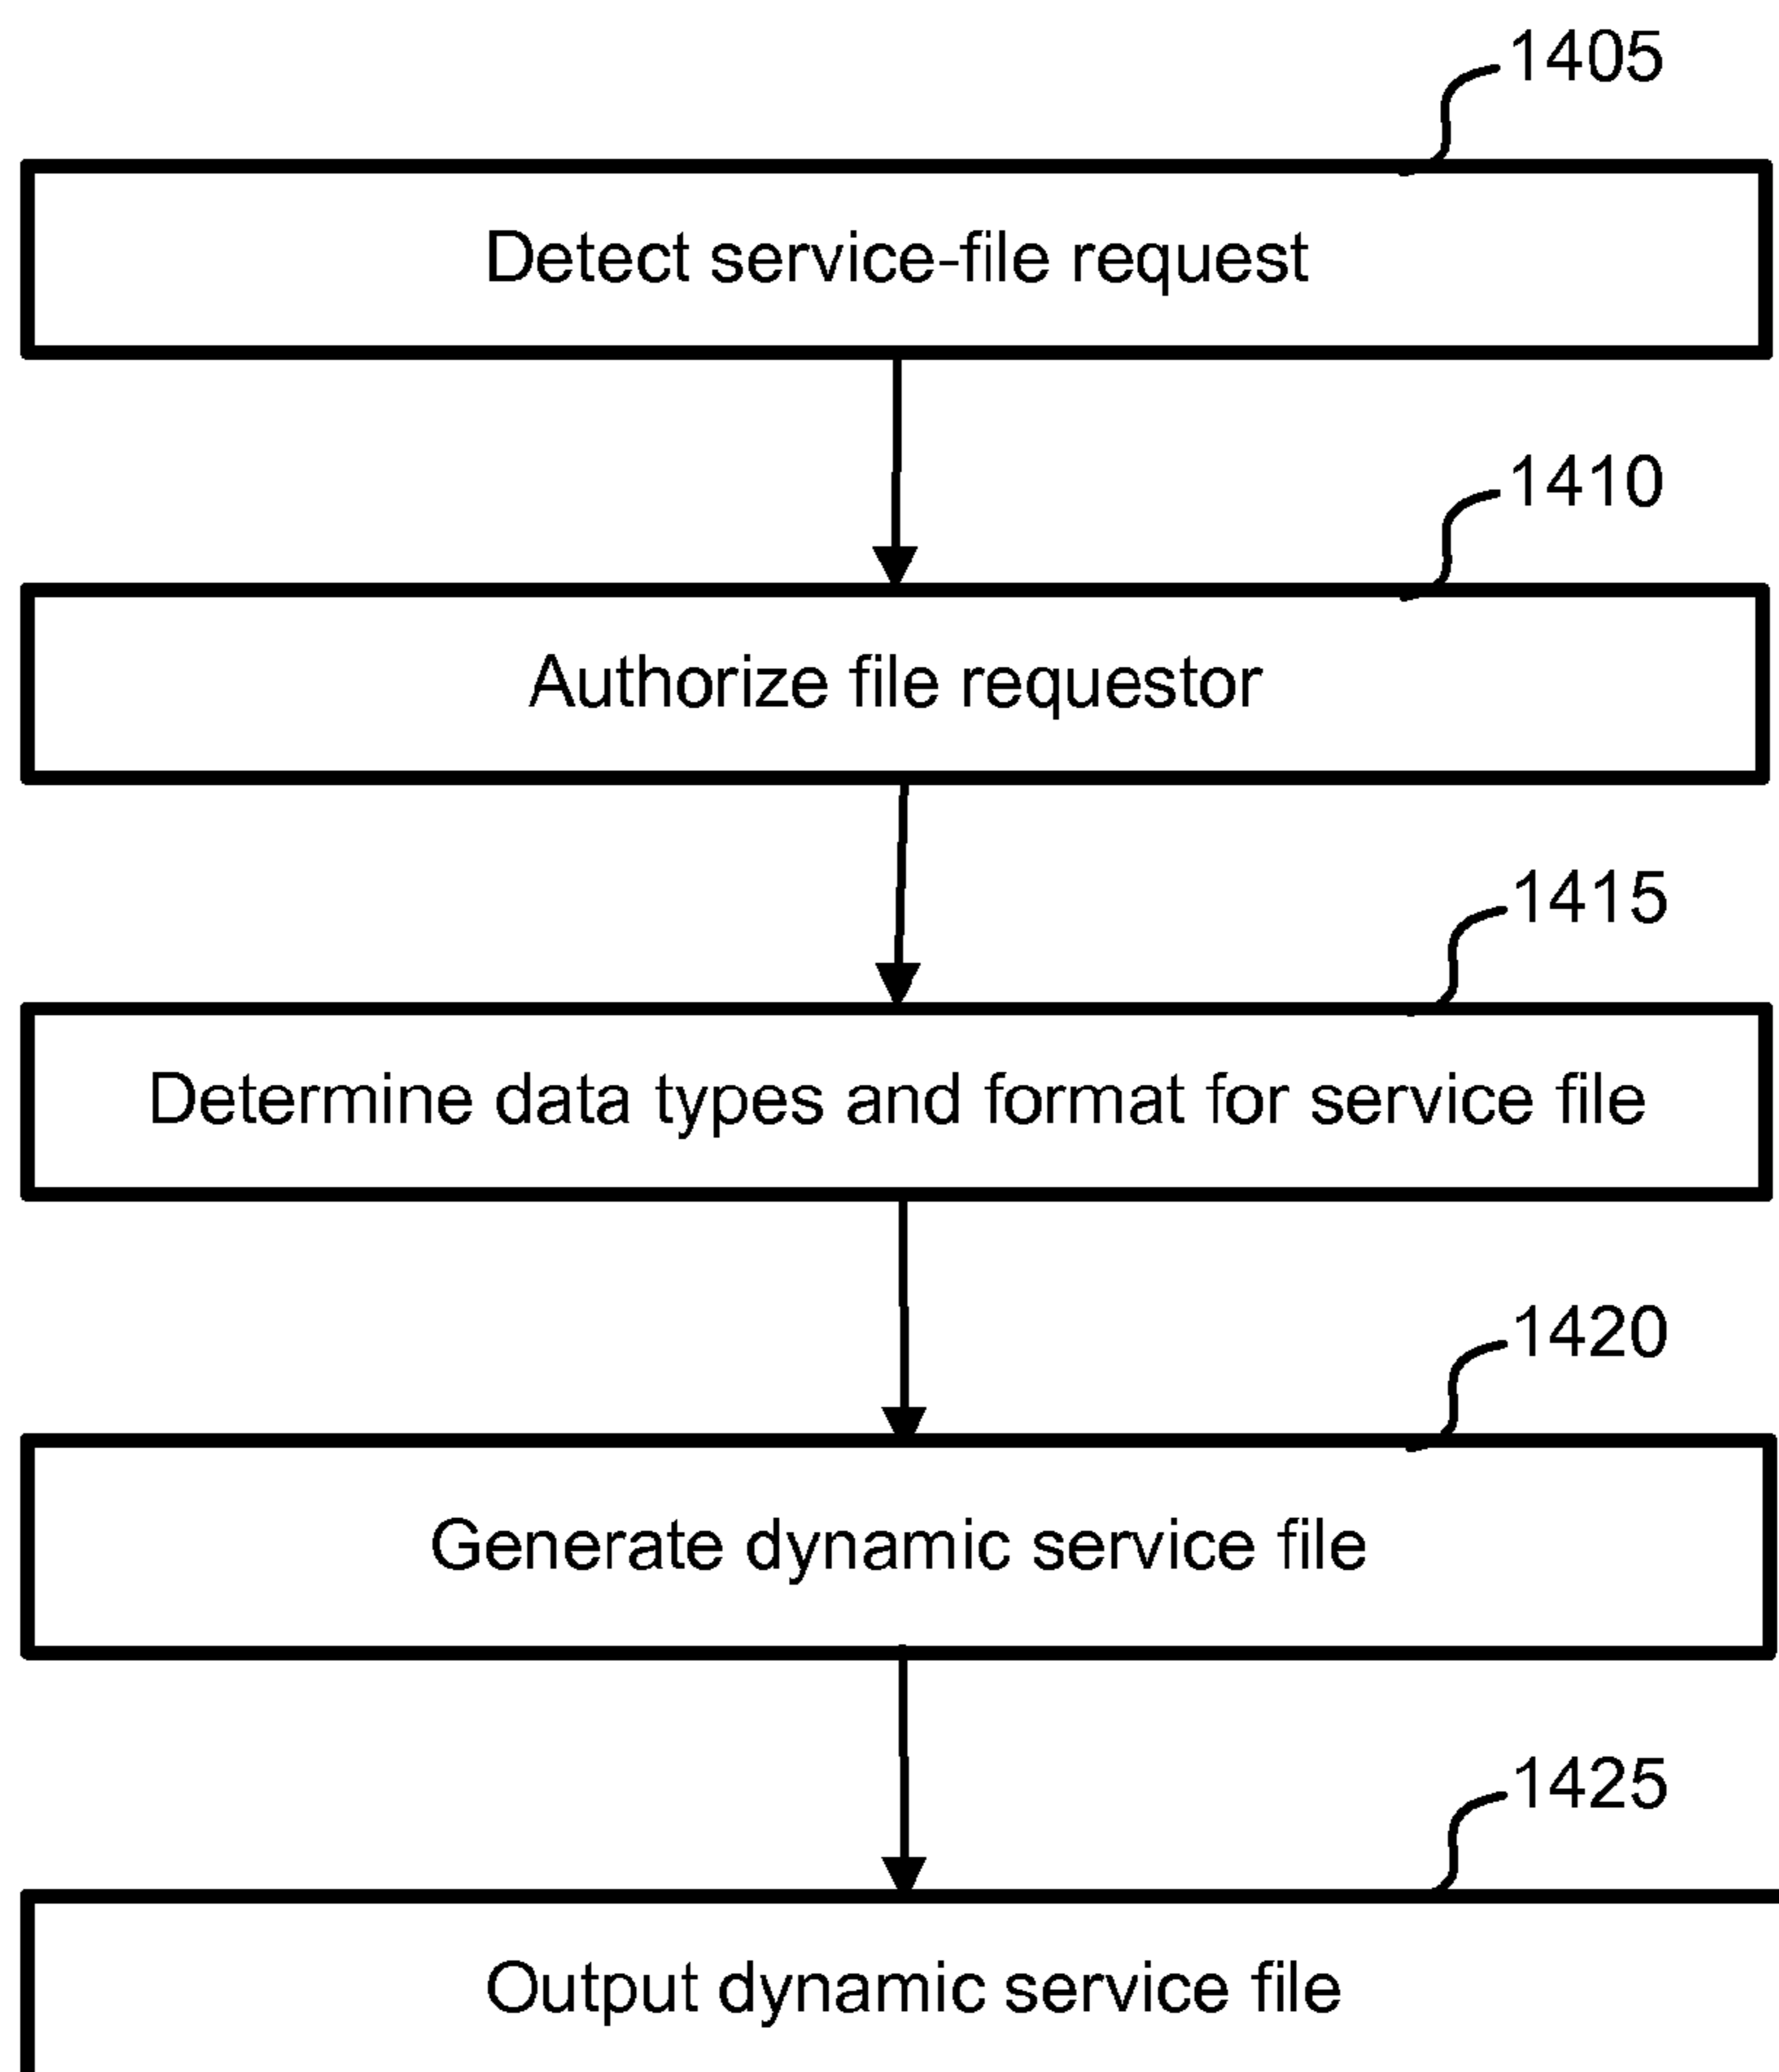 1405
Detect service-file request
1410
Authorize file requestor
1415
Determine data types and format for service file
1420
Generate dynamic service file
1425
Output dynamic service file